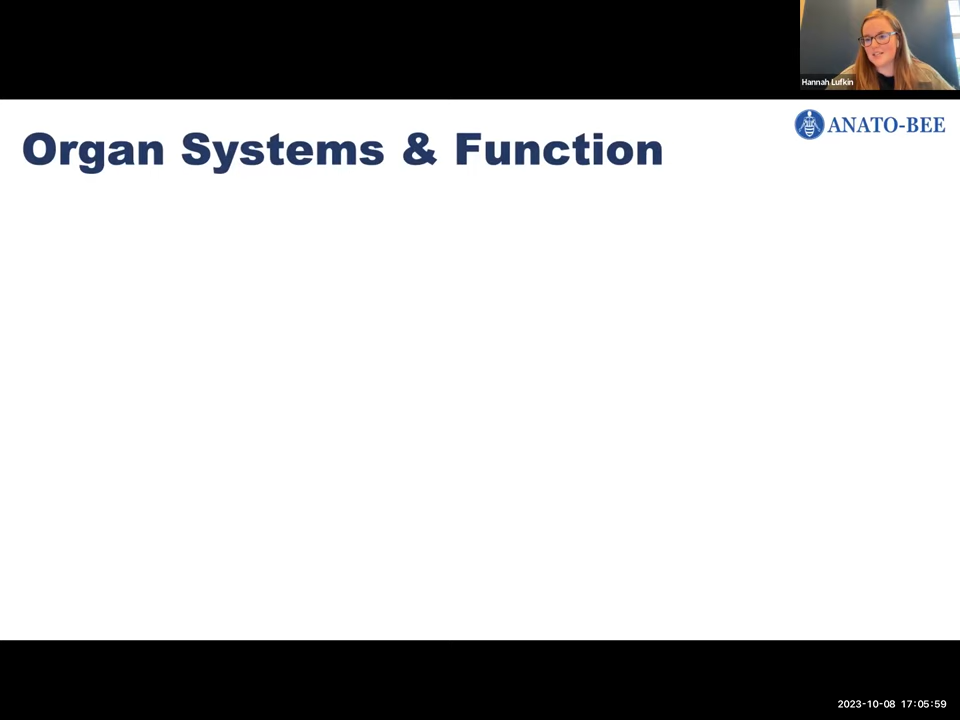 Hannah Lufkin
ANATO-BEE
Organ Systems & Function
2023-10-08 17:05:59